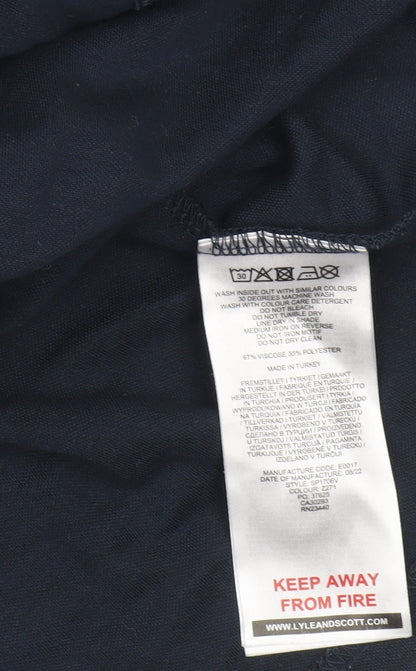 30
WASH INSIDE OUT WITH SIMILAR COLOURS
30 DEGREES MACHINE WASH
WASH WITH COLOUR CARE DETERGENT
DO NOT BLEACH
DO NOT TUMBLE DRY
LINE DRY IN SHADE
MEDIUM IRON ON REVERSE
DO NOT IRON MOTIF
DO NOT DRY CLEAN
67% VISCOSE 33% POLYESTER
MADE IN TURKEY
FREMSTILLET I TYRKIET / GEMAAKT
IN TURKIJE / FABRIQUÉ EN TURQUIE /
HERGESTELLT IN DER TÜRKEI / PRODOTTO
IN TURCHIA / PRODUSERT I TYRKIA /
WYPRODUKOWANO W TURCJI / FABRICADO
NA TURQUIA / FABRICADO EN TURQUÍA
/ TILLVERKAD I TURKIET / VALMISTETTU
TURKISSA / VYROBENO V TURECKU /
СДЕЛАНО В ТУРЦИИ / PROIZVEDENO
U TURSKOJ / VALMISTATUD TÜRGIS /
IZGATAVOTS TURCIJĀ / PAGAMINTA
TURKIJOJE / VYROBENÉ V TURECKU /
IZDELANO V TURČIJI
MANUFACTURE CODE: E0017
DATE OF MANUFACTURE: 08/22
STYLE: SP1706V
COLOUR: Z271
PO: 37625
CA30283
RN23440
KEEP AWAY
FROM FIRE
WWW.LYLEANDSCOTT.COM